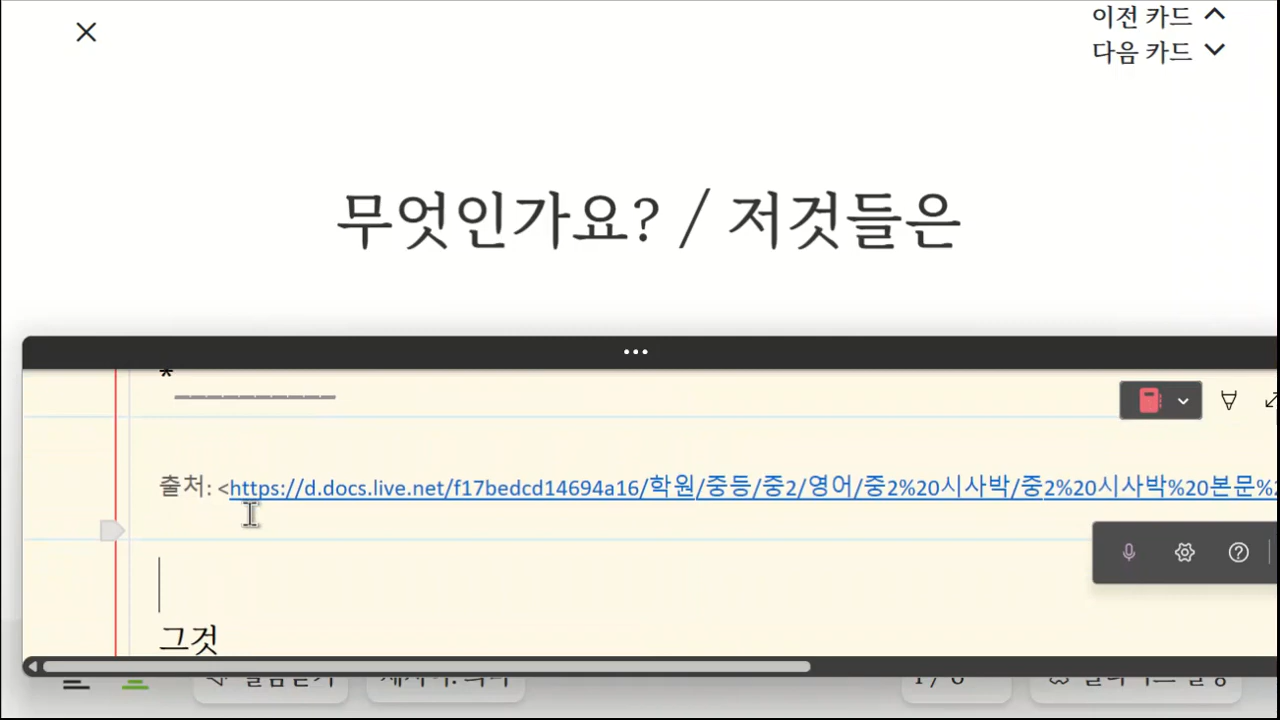 이전 카드
다음 카드
무엇인가요? / 저것들은
*__________
출처: <https://d.docs.live.net/f17bedcd14694a16/학원/중등/중2/영어/중2%20시사박/중2%20시사박%20본문%2
그것